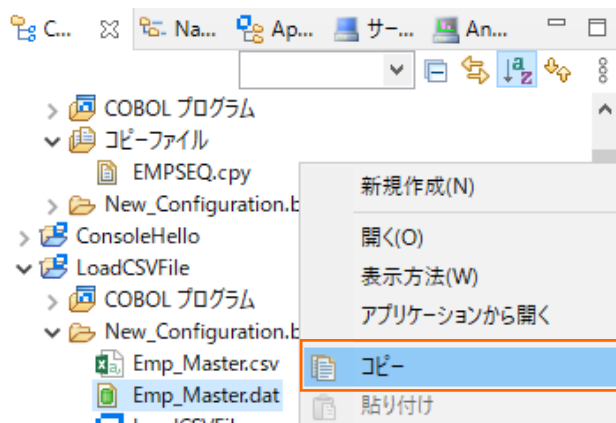 C... Na... Ap... サー... An...
COBOL プログラム
コピーファイル
EMPSEQ.cpy
New_Configuration.b
ConsoleHello
LoadCSVFile
COBOL プログラム
New_Configuration.b
Emp_Master.csv
Emp_Master.dat
新規作成(N)
開く(O)
表示方法(W)
アプリケーションから開く
コピー
貼り付け